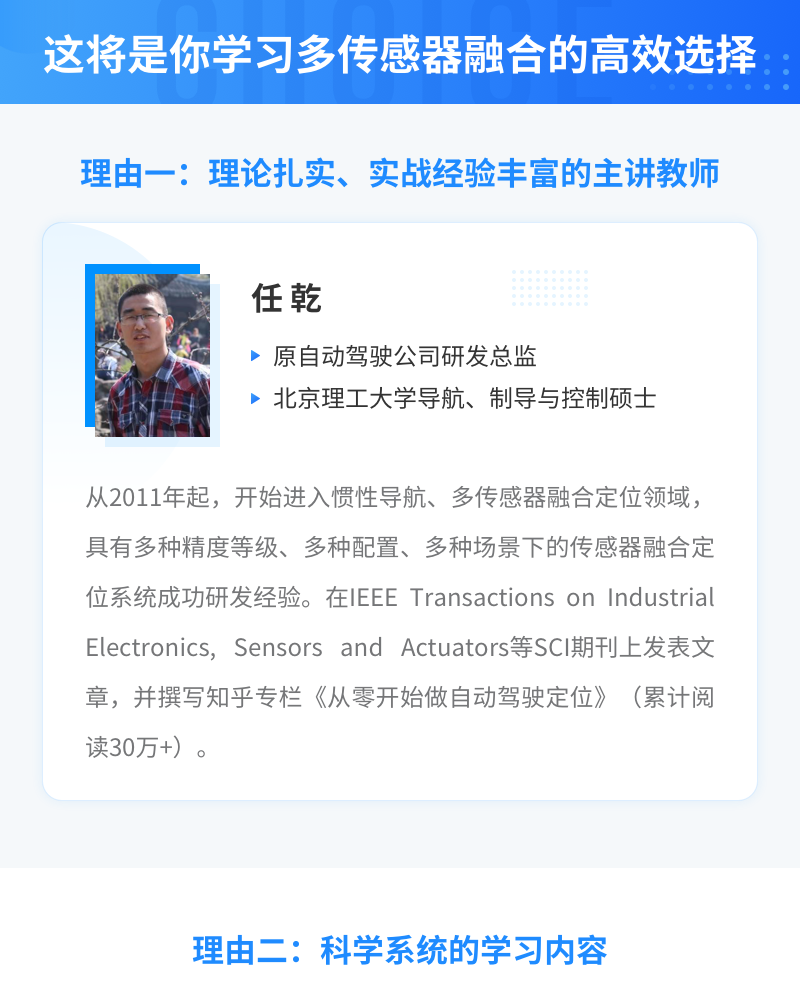 这将是你学习多传感器融合的高效选择
理由一：理论扎实、实战经验丰富的主讲教师
任乾
原自动驾驶公司研发总监
北京理工大学导航、制导与控制硕士
从2011年起，开始进入惯性导航、多传感器融合定位领域，
具有多种精度等级、多种配置、多种场景下的传感器融合定
位系统成功研发经验。在IEEE Transactions on Industrial
Electronics, Sensors and Actuators等SCI期刊上发表文
章，并撰写知乎专栏《从零开始做自动驾驶定位》（累计阅
读30万+）。
理由二：科学系统的学习内容